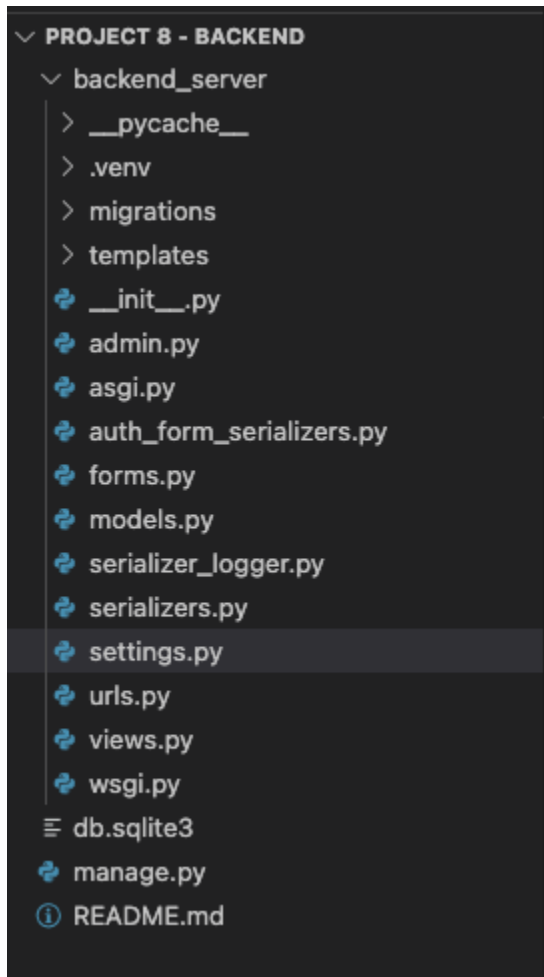 PROJECT 8 - BACKEND
backend_server
__pycache__
.venv
migrations
templates
__init__.py
admin.py
asgi.py
auth_form_serializers.py
forms.py
models.py
serializer_logger.py
serializers.py
settings.py
urls.py
views.py
wsgi.py
db.sqlite3
manage.py
README.md